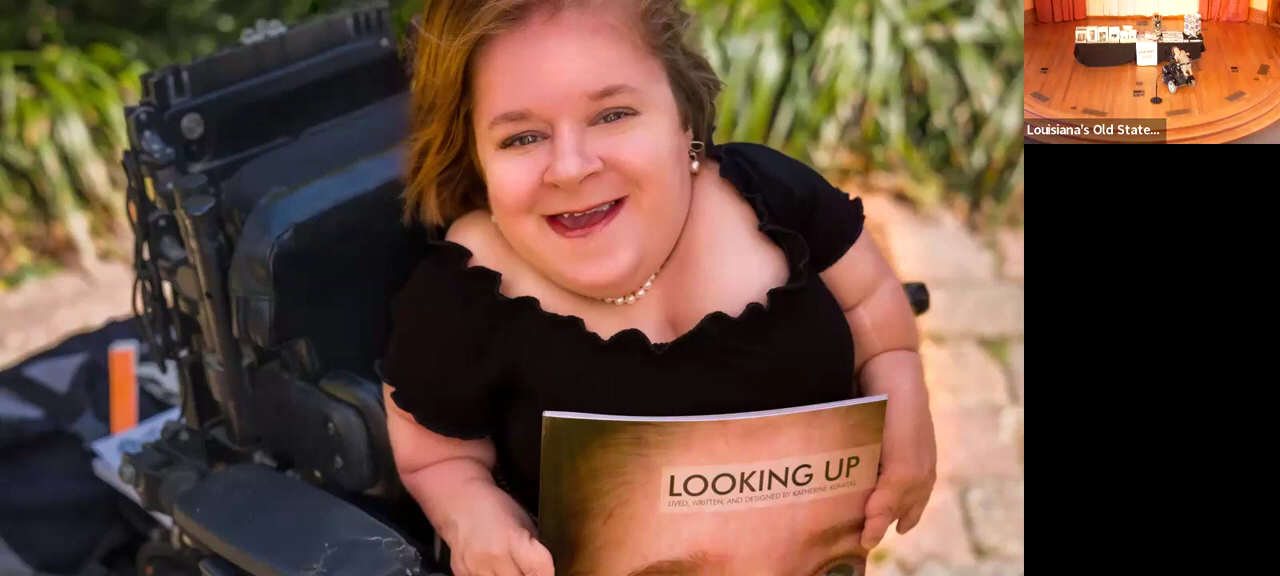 LOOKING UP
LIVED, WRITTEN, AND DESIGNED BY KATHERINE
Louisiana's Old State...